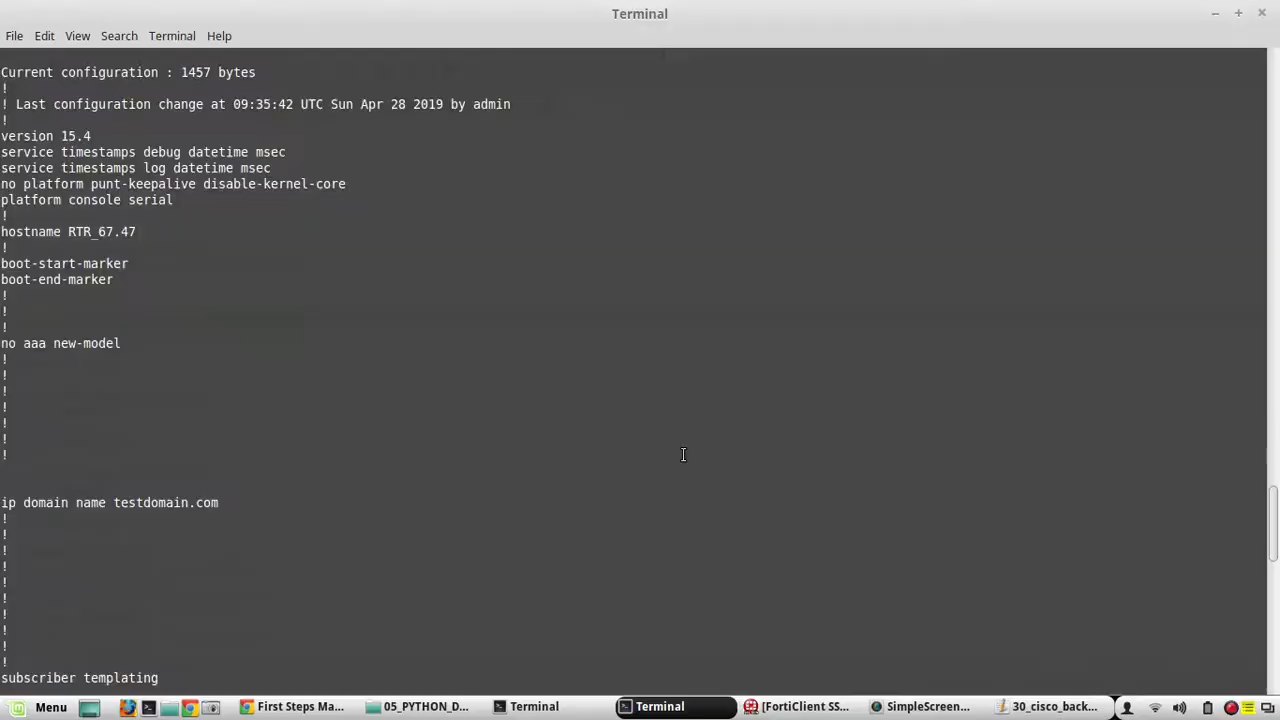 Terminal
File Edit View Search Terminal Help
Current configuration : 1457 bytes
!
! Last configuration change at 09:35:42 UTC Sun Apr 28 2019 by admin
!
version 15.4
service timestamps debug datetime msec
service timestamps log datetime msec
no platform punt-keepalive disable-kernel-core
platform console serial
!
hostname RTR_67.47
!
boot-start-marker
boot-end-marker
!
!
!
no aaa new-model
!
!
!
!
!
!
!
ip domain name testdomain.com
!
!
!
!
!
!
!
!
!
!
subscriber templating
Menu First Steps Ma... 05_PYTHON_D... Terminal Terminal [FortiClient SS... SimpleScreen... 30_cisco_back...